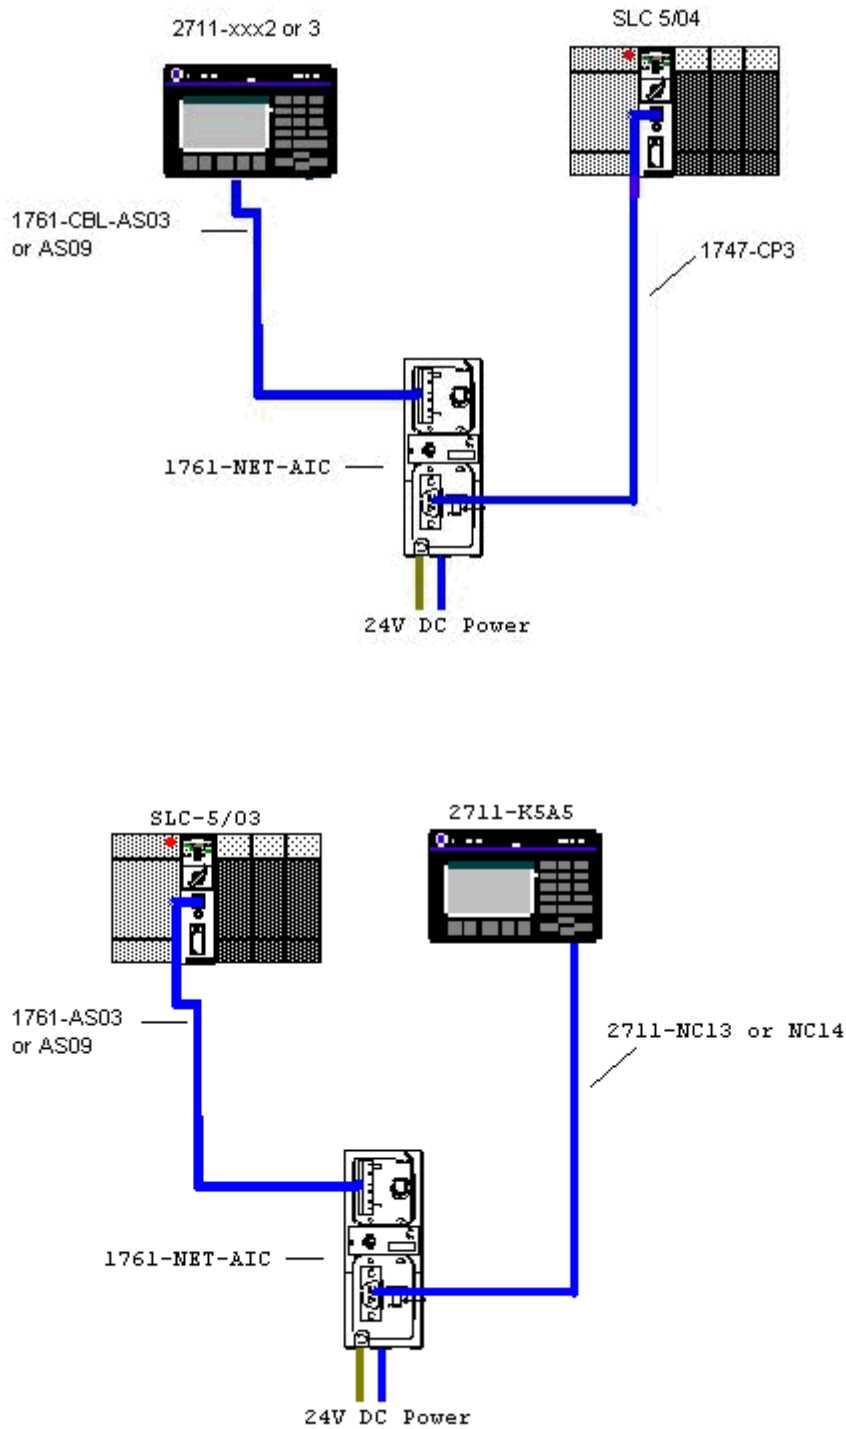 2711-xxx2 or 3
SLC 5/04
1761-CBL-AS03
or AS09
1747-CP3
1761-NET-AIC
24V DC Power
SLC-5/03
2711-K5A5
1761-AS03
or AS09
2711-NC13 or NC14
1761-NET-AIC
24V DC Power